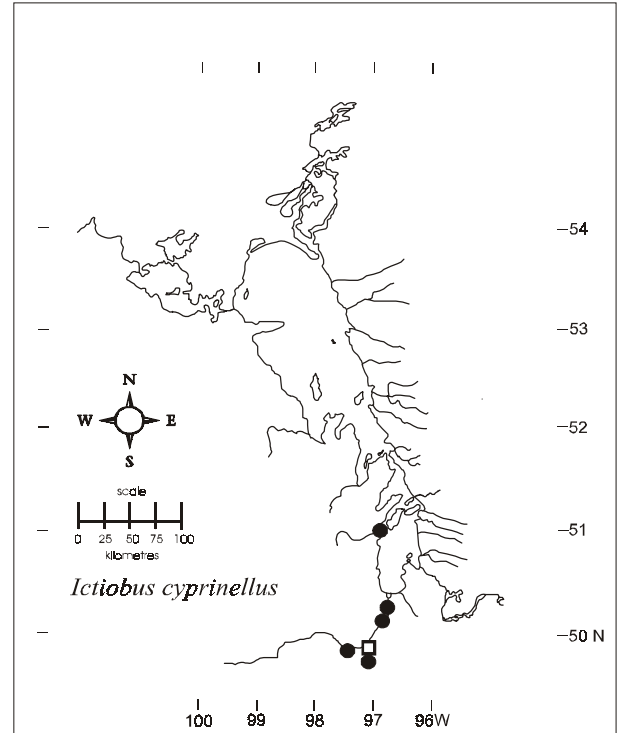 54
53
N
W E
S
52
scale
0 25 50 75 100
kilometres
51
Ictiobus cyprinellus
50 N
100 99 98 97 96W